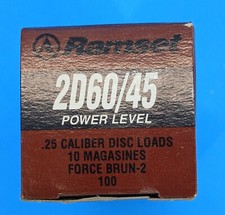 Ramset
2D60/45
POWER LEVEL
.25 CALIBER DISC LOADS
10 MAGASINES
FORCE BRUN-2
100